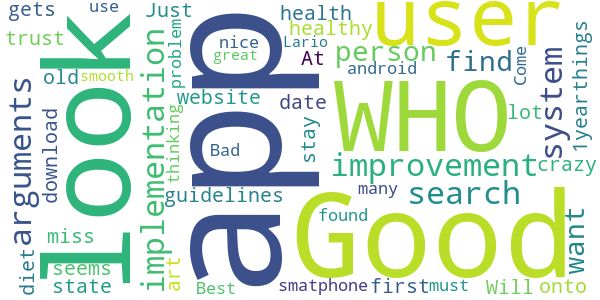 gets
use
Just
health
user
trust
look
app
healthy
nice
Lario
great
At
person
find
Come
things
old
smooth
problem
android
system
website
WHO
arguments
download
implementation
thinking
date
lot
1year
stay
Bad
improvement
crazy
guidelines
search
Good
many
found
want
miss
diet
seems
state
art
Best
smatphone
first
must
Will
onto